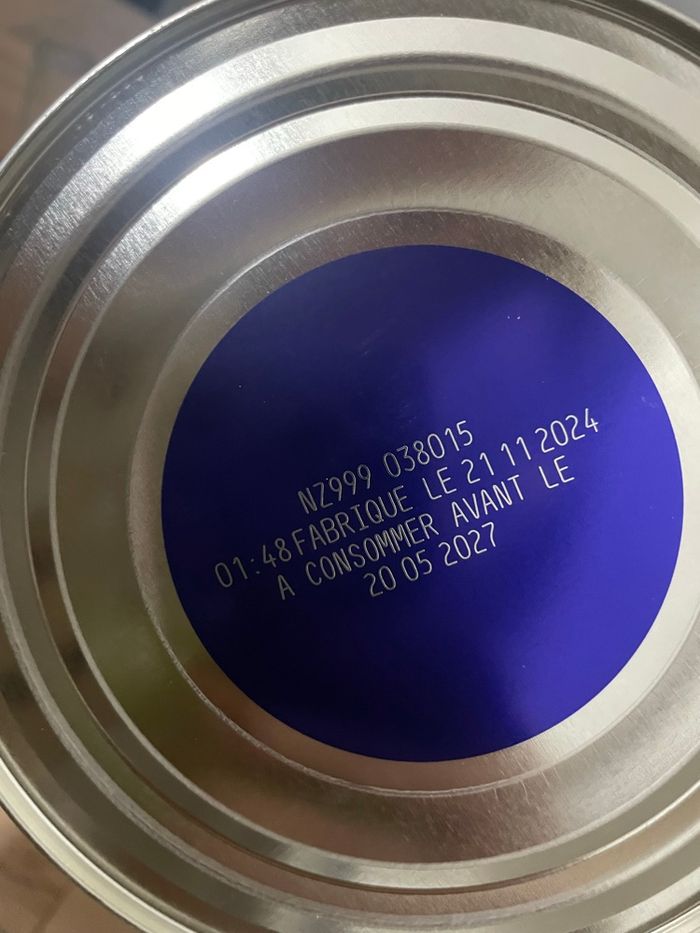 NZ999 038015
01:48 FABRIQUE LE 21 11 2024
A CONSOMMER AVANT LE
20 05 2027